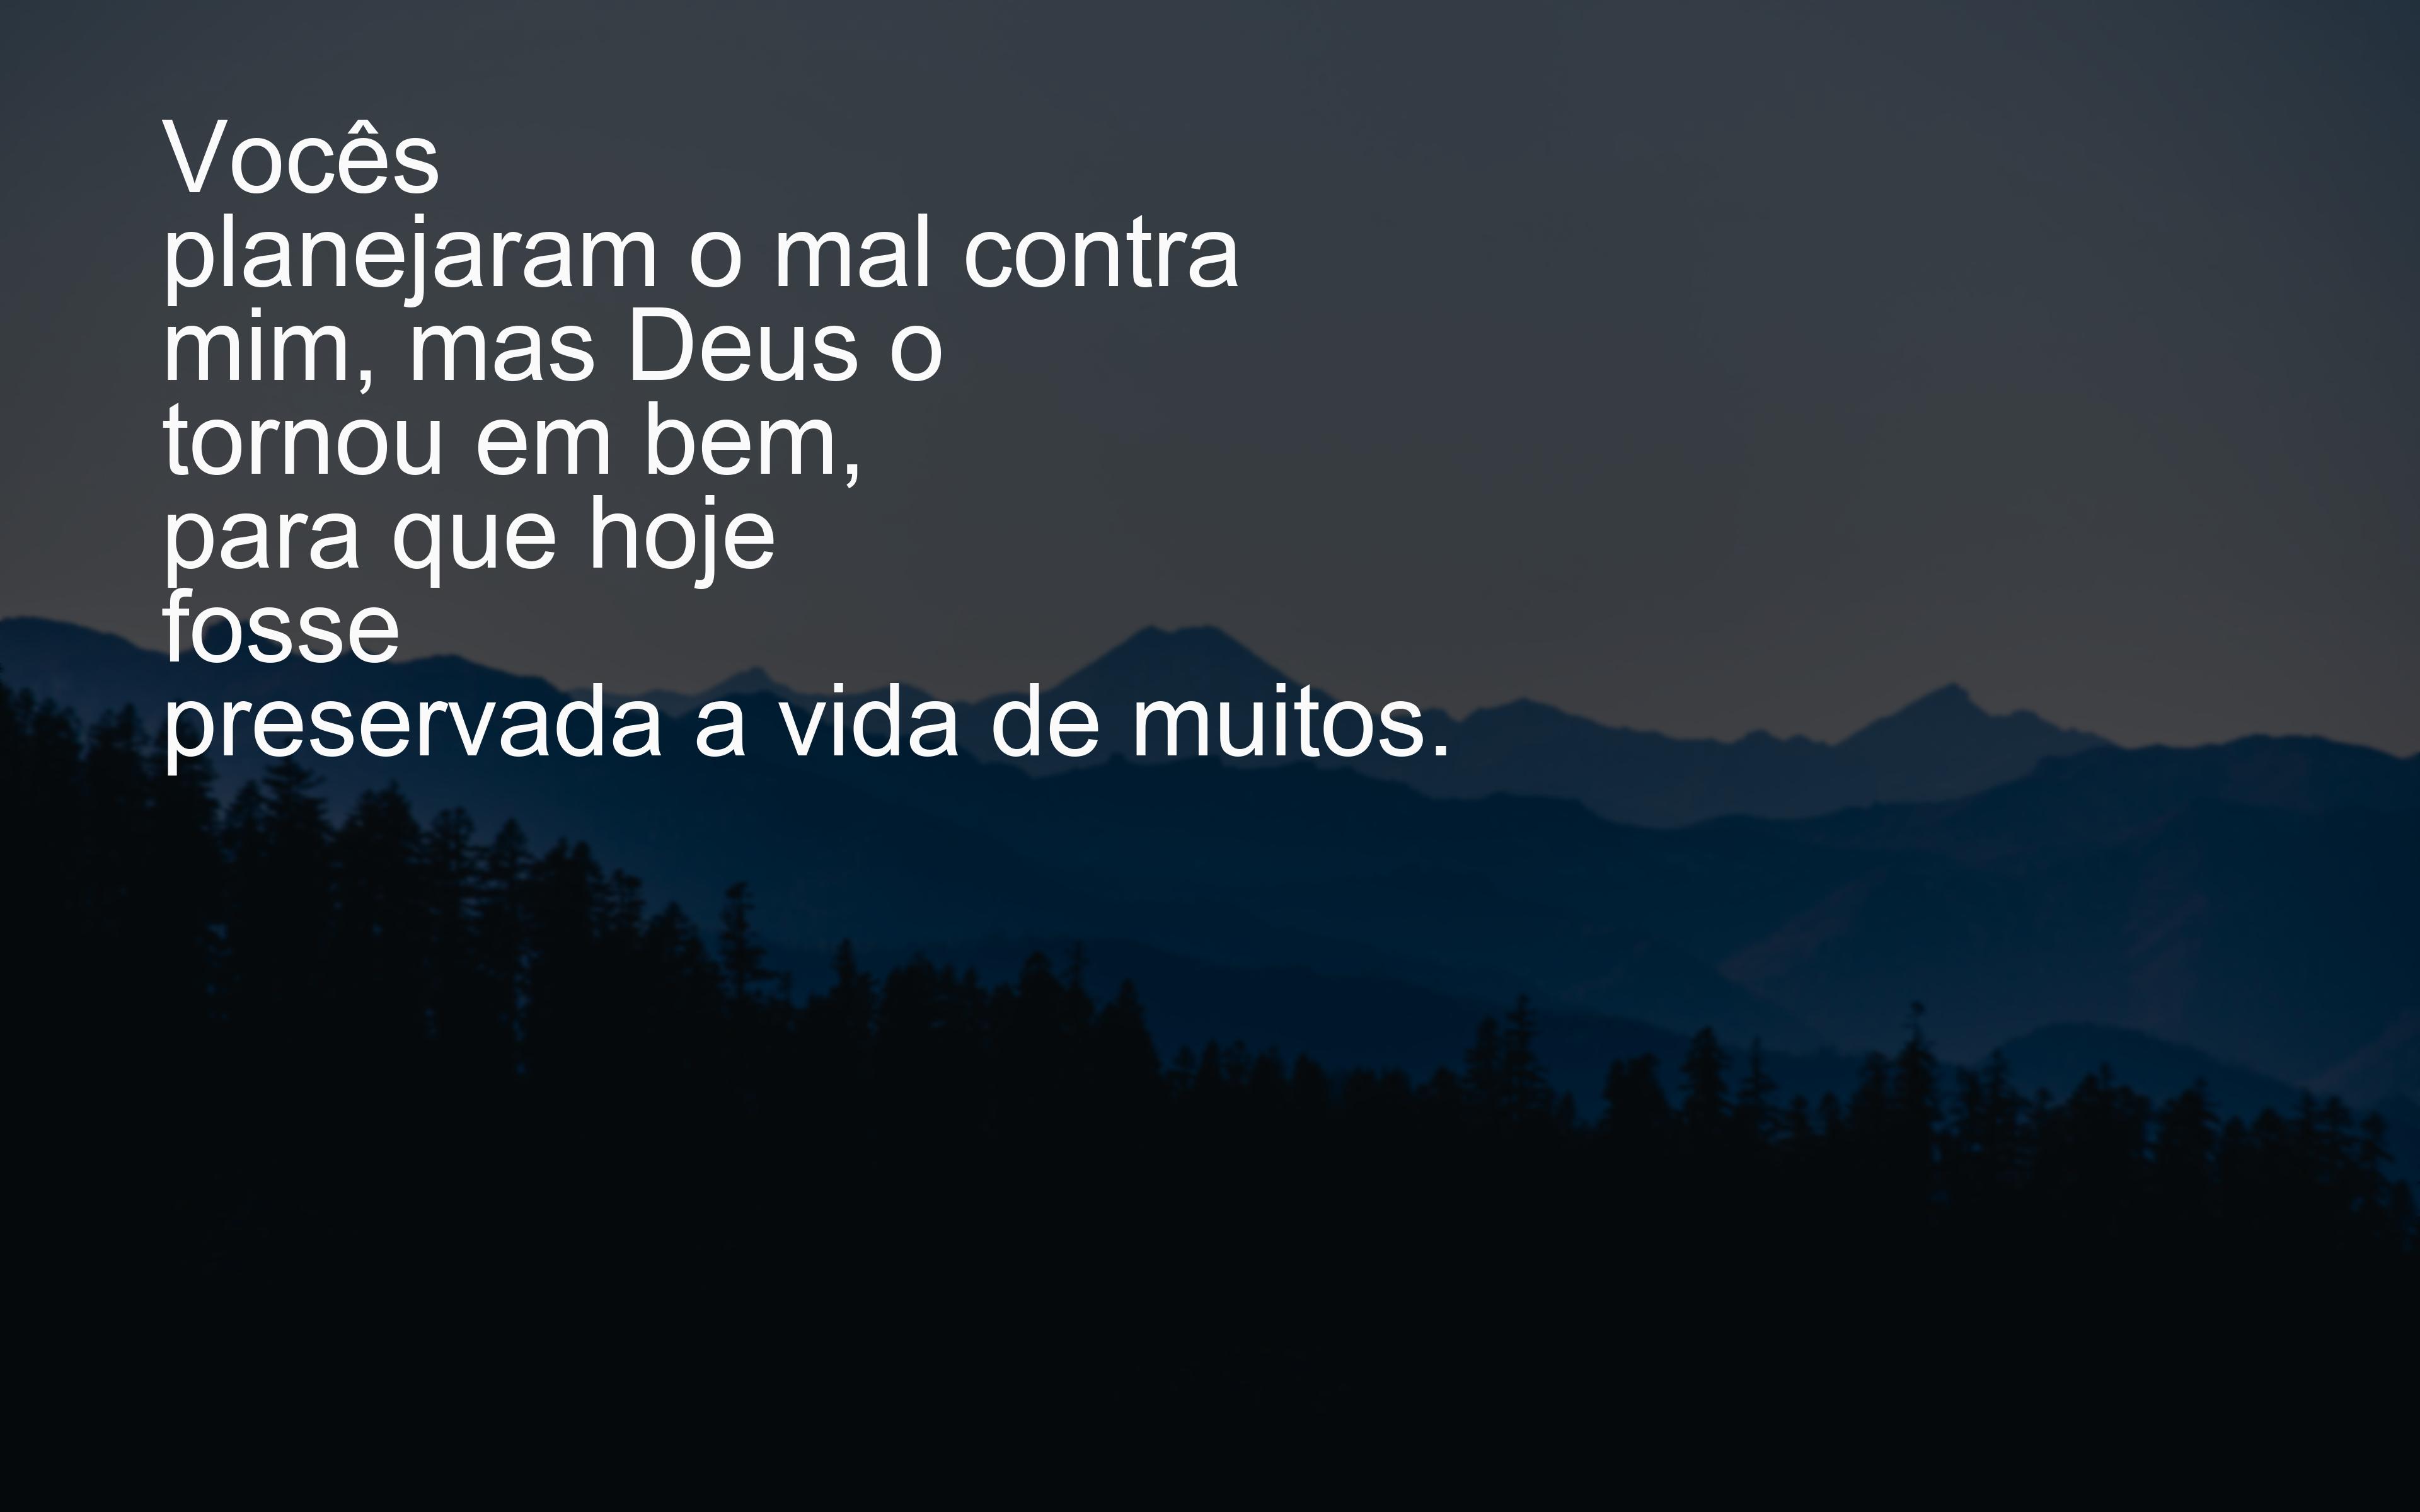 Vocês
planejaram o mal contra
mim, mas Deus o
tornou em bem,
para que hoje
fosse
preservada a vida de muitos.